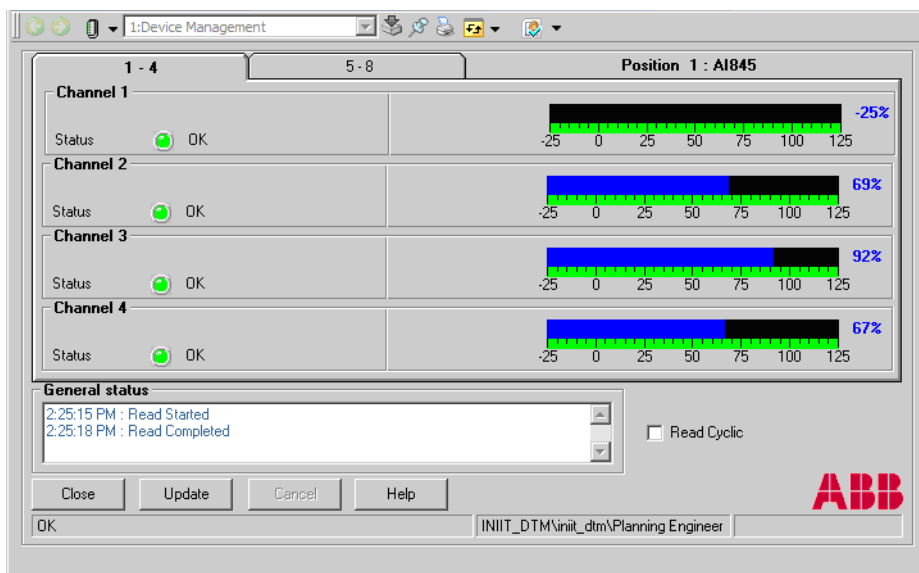 1:Device Management
1 - 4 5 - 8 Position 1 : AI845
Channel 1
-25%
Status OK
-25 0 25 50 75 100 125
Channel 2
69%
Status OK
-25 0 25 50 75 100 125
Channel 3
92%
Status OK
-25 0 25 50 75 100 125
Channel 4
67%
Status OK
-25 0 25 50 75 100 125
General status
2:25:15 PM : Read Started
2:25:18 PM : Read Completed
Read Cyclic
Close Update Cancel Help
ABB
OK INIIT_DTM\iniit_dtm\Planning Engineer